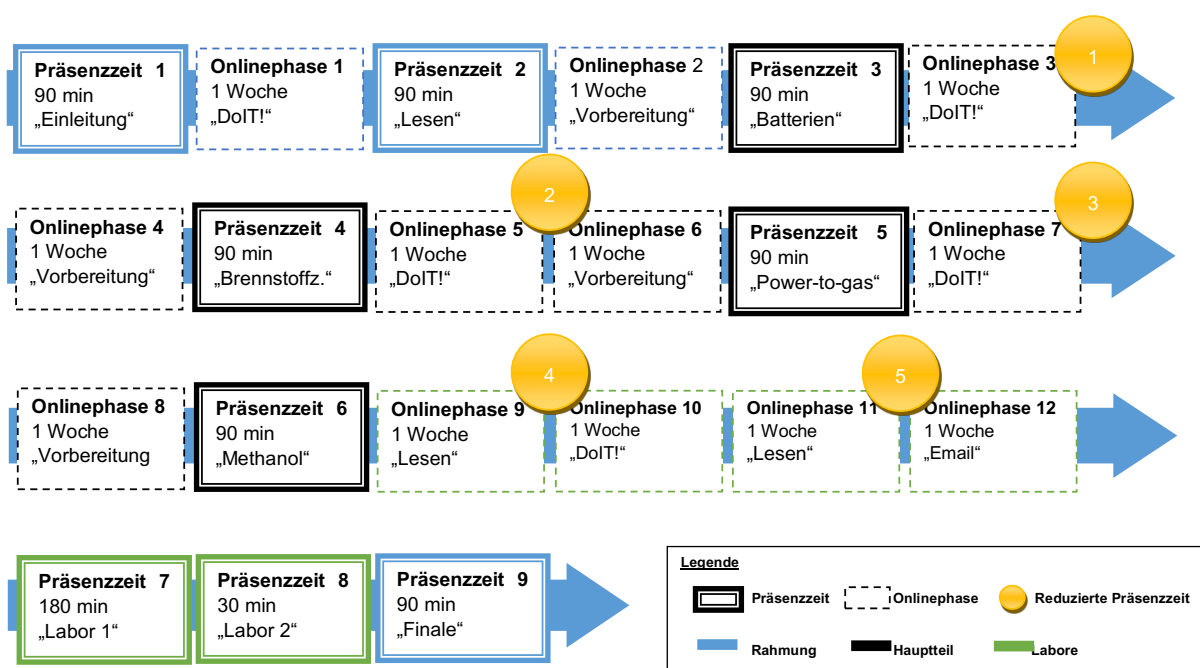 Präsenzzeit 1
90 min
„Einleitung“
Onlinephase 1
1 Woche
„DoIT!“
Präsenzzeit 2
90 min
„Lesen“
Onlinephase 2
1 Woche
„Vorbereitung“
Präsenzzeit 3
90 min
„Batterien“
Onlinephase 3
1 Woche
„DoIT!“
1
Onlinephase 4
1 Woche
„Vorbereitung“
Präsenzzeit 4
90 min
„Brennstoffz.“
Onlinephase 5
1 Woche
„DoIT!“
2
Onlinephase 6
1 Woche
„Vorbereitung“
Präsenzzeit 5
90 min
„Power-to-gas“
Onlinephase 7
1 Woche
„DoIT!“
3
Onlinephase 8
1 Woche
„Vorbereitung
Präsenzzeit 6
90 min
„Methanol“
Onlinephase 9
1 Woche
„Lesen“
4
Onlinephase 10
1 Woche
„DoIT!“
Onlinephase 11
1 Woche
„Lesen“
5
Onlinephase 12
1 Woche
„Email“
Präsenzzeit 7
180 min
„Labor 1“
Präsenzzeit 8
30 min
„Labor 2“
Präsenzzeit 9
90 min
„Finale“
Legende
Präsenzzeit
Onlinephase
Reduzierte Präsenzzeit
Rahmung
Hauptteil
Labore